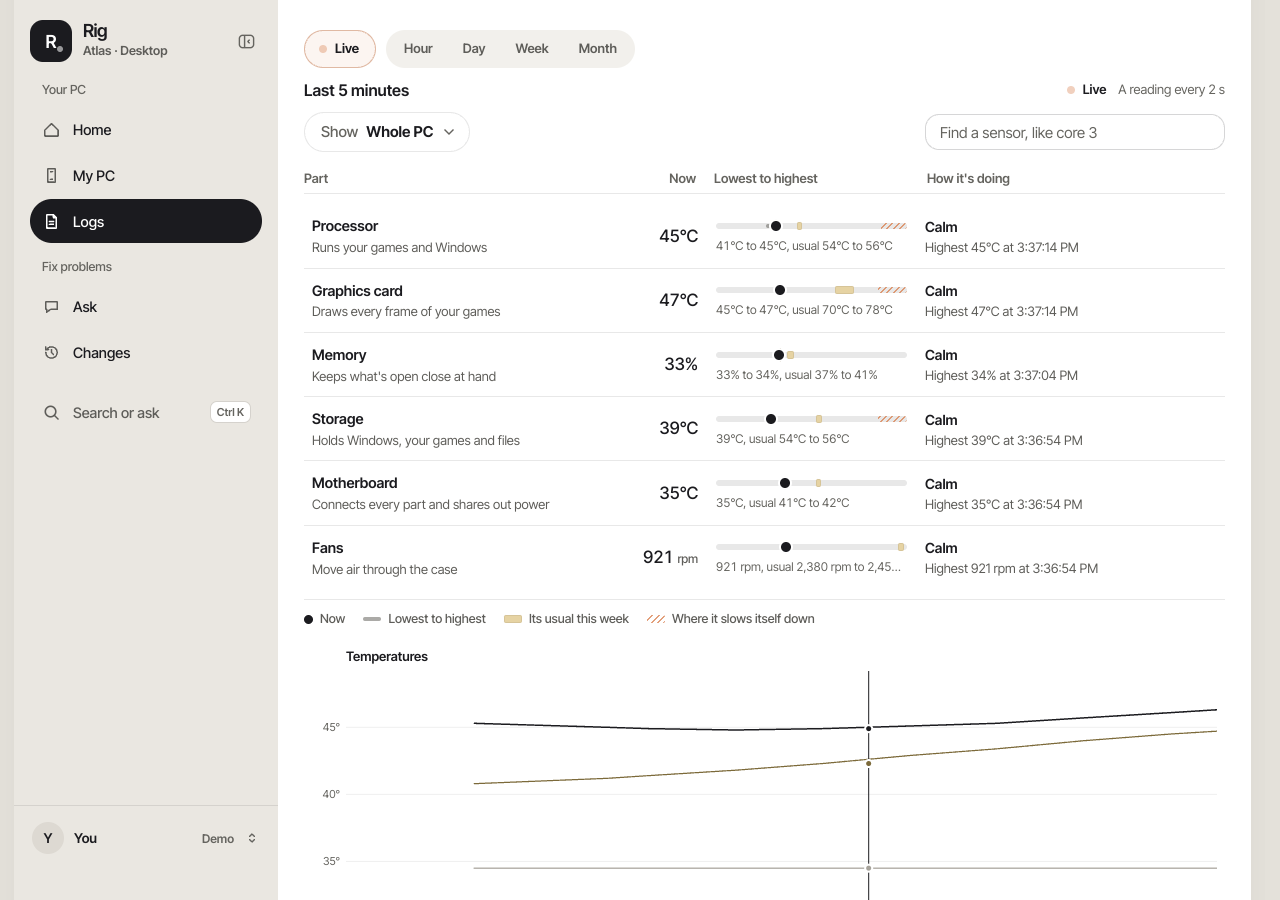 R.
Rig
Atlas · Desktop
Your PC
Home
My PC
Logs
Fix problems
Ask
Changes
Search or ask
Ctrl K
Y
You
Demo
Live
Hour
Day
Week
Month
Last 5 minutes
Live
A reading every 2 s
Show Whole PC
Find a sensor, like core 3
Part
Now
Lowest to highest
How it's doing
Processor
Runs your games and Windows
45°C
41°C to 45°C, usual 54°C to 56°C
Calm
Highest 45°C at 3:37:14 PM
Graphics card
Draws every frame of your games
47°C
45°C to 47°C, usual 70°C to 78°C
Calm
Highest 47°C at 3:37:14 PM
Memory
Keeps what's open close at hand
33%
33% to 34%, usual 37% to 41%
Calm
Highest 34% at 3:37:04 PM
Storage
Holds Windows, your games and files
39°C
39°C, usual 54°C to 56°C
Calm
Highest 39°C at 3:36:54 PM
Motherboard
Connects every part and shares out power
35°C
35°C, usual 41°C to 42°C
Calm
Highest 35°C at 3:36:54 PM
Fans
Move air through the case
921 rpm
921 rpm, usual 2,380 rpm to 2,45...
Calm
Highest 921 rpm at 3:36:54 PM
Now
Lowest to highest
Its usual this week
Where it slows itself down
Temperatures
45°
40°
35°